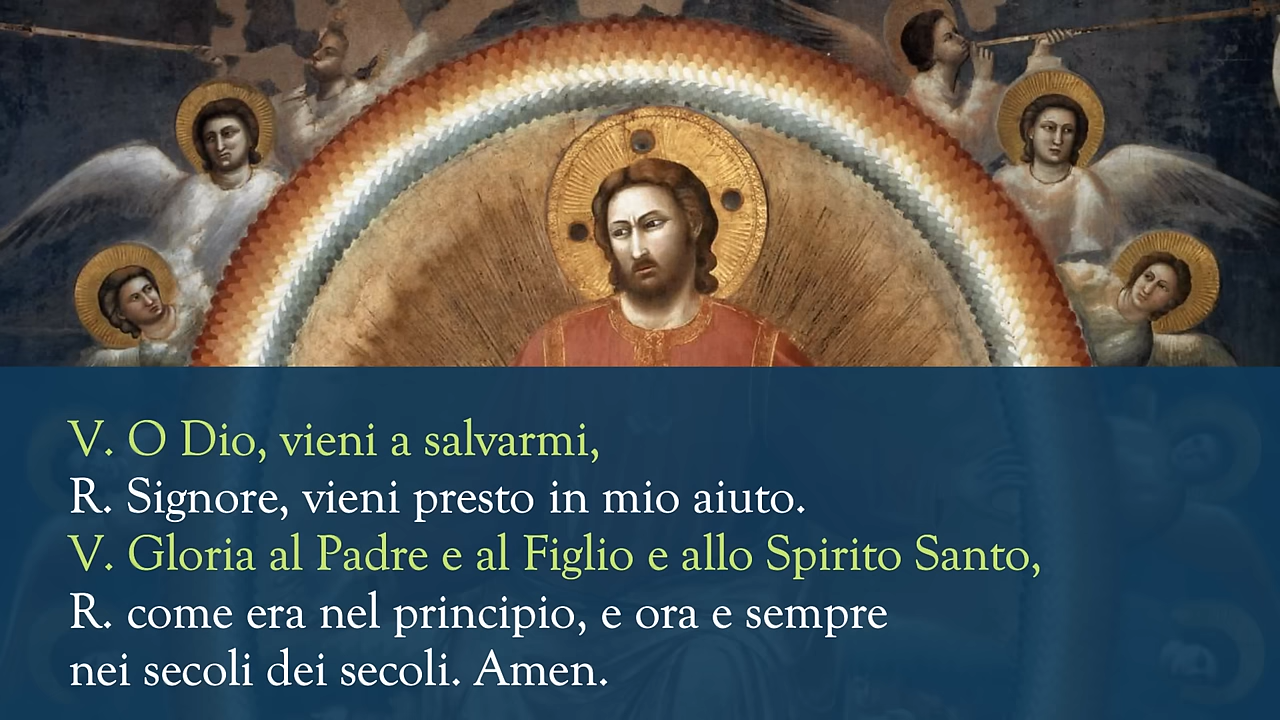 V. O Dio, vieni a salvarmi,
R. Signore, vieni presto in mio aiuto.
V. Gloria al Padre e al Figlio e allo Spirito Santo,
R. come era nel principio, e ora e sempre
nei secoli dei secoli. Amen.